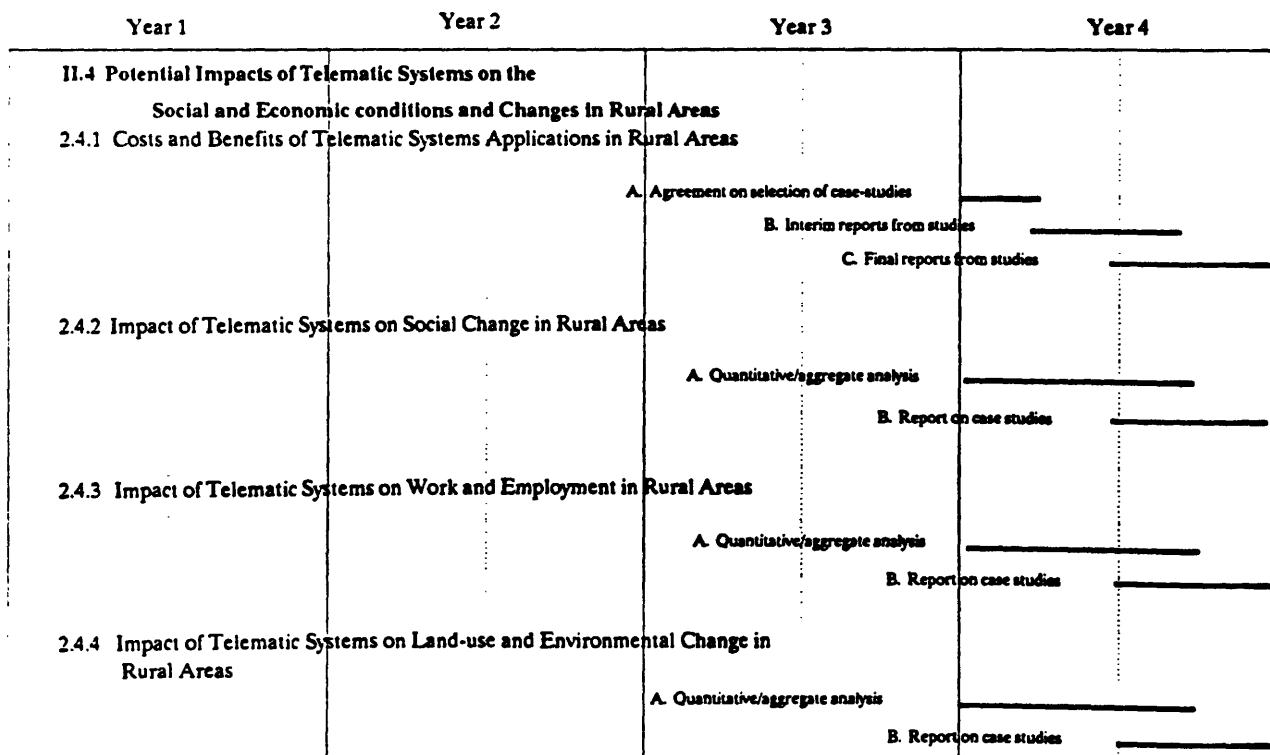 Year 1 Year 2 Year 3 Year 4
II.4 Potential Impacts of Telematic Systems on the
Social and Economic conditions and Changes in Rural Areas
2.4.1 Costs and Benefits of Telematic Systems Applications in Rural Areas
A. Agreement on selection of case-studies
B. Interim reports from studies
C. Final reports from studies
2.4.2 Impact of Telematic Systems on Social Change in Rural Areas
A. Quantitative/aggregate analysis
B. Report on case studies
2.4.3 Impact of Telematic Systems on Work and Employment in Rural Areas
A. Quantitative/aggregate analysis
B. Report on case studies
2.4.4 Impact of Telematic Systems on Land-use and Environmental Change in
Rural Areas
A. Quantitative/aggregate analysis
B. Report on case studies